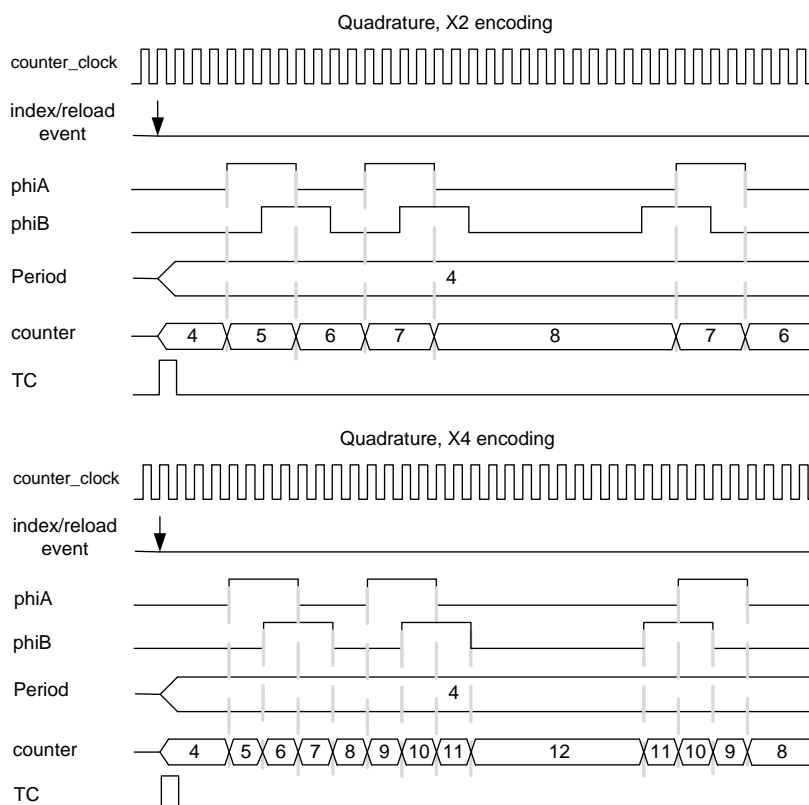 Quadrature, X2 encoding
counter_clock
index/reload
event
phiA
phiB
Period
4
counter
4 5 6 7 8 7 6
TC
Quadrature, X4 encoding
counter_clock
index/reload
event
phiA
phiB
Period
4
counter
4 5 6 7 8 9 10 11 12 11 10 9 8
TC